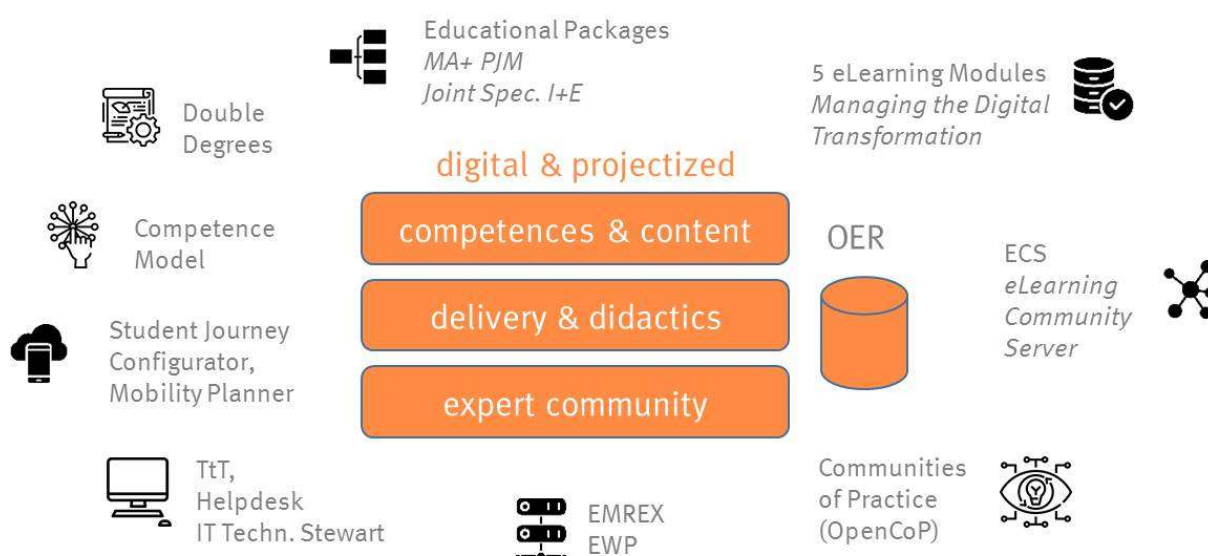 Educational Packages
MA+ PJM
Joint Spec. I+E
5 eLearning Modules
Managing the Digital
Transformation
Double
Degrees
digital & projectized
competences & content
Competence
Model
OER
ECS
eLearning
Community
Server
delivery & didactics
Student Journey
Configurator,
Mobility Planner
expert community
TtT,
Helpdesk
IT Techn. Stewart
Communities
of Practice
(OpenCoP)
EMREX
EWP